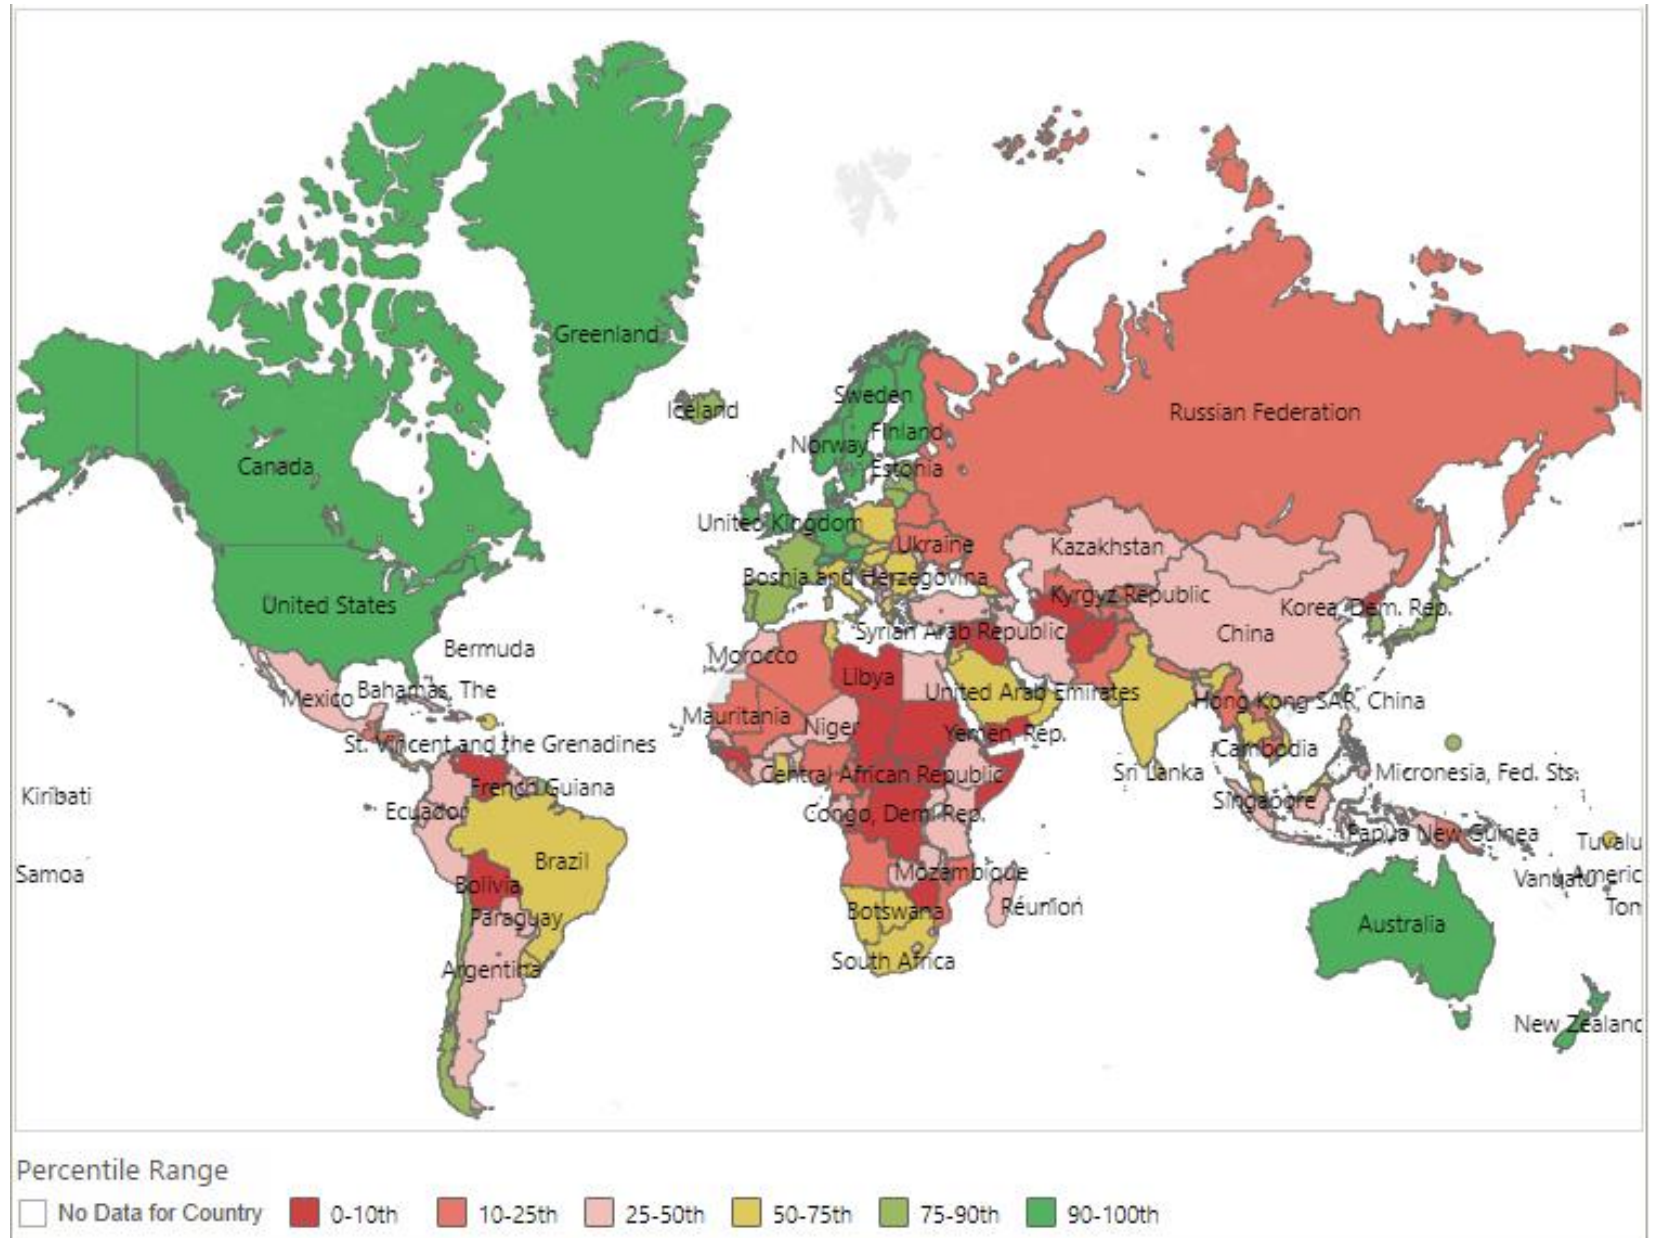 Greenland
Sweden
Iceland
Russian Federation
Finland
Norway
Canada
Estonia
United Kingdom
Ukraine
Kazakhstan
Boshia and Herzegovina
Kyrgyz Republic
United States
Korea, Dem. Rep.
Syrian Arab Republic
China
Bermuda
Morocco
Libya
Bahamas, The
Mexico
United Arab Emirates
Hong Kong SAR, China
Mauritania
Niger
Yemen, Rep.
St. Vincent and the Grenadines
Cambodia
Central African Republic
Sri Lanka
Micronesia, Fed. Sts.
French Guiana
Kiribati
Singapore
Ecuador
Congo, Dem. Rep.
Papua New Guinea
Tuvalu
Brazil
Samoa
Mozambique
Americ
Vanuatu
Bolivia
Réunion
Ton
Botswana
Paraguay
Australia
South Africa
Argentina
New Zealand
Percentile Range
No Data for Country 0-10th 10-25th 25-50th 50-75th 75-90th 90-100th